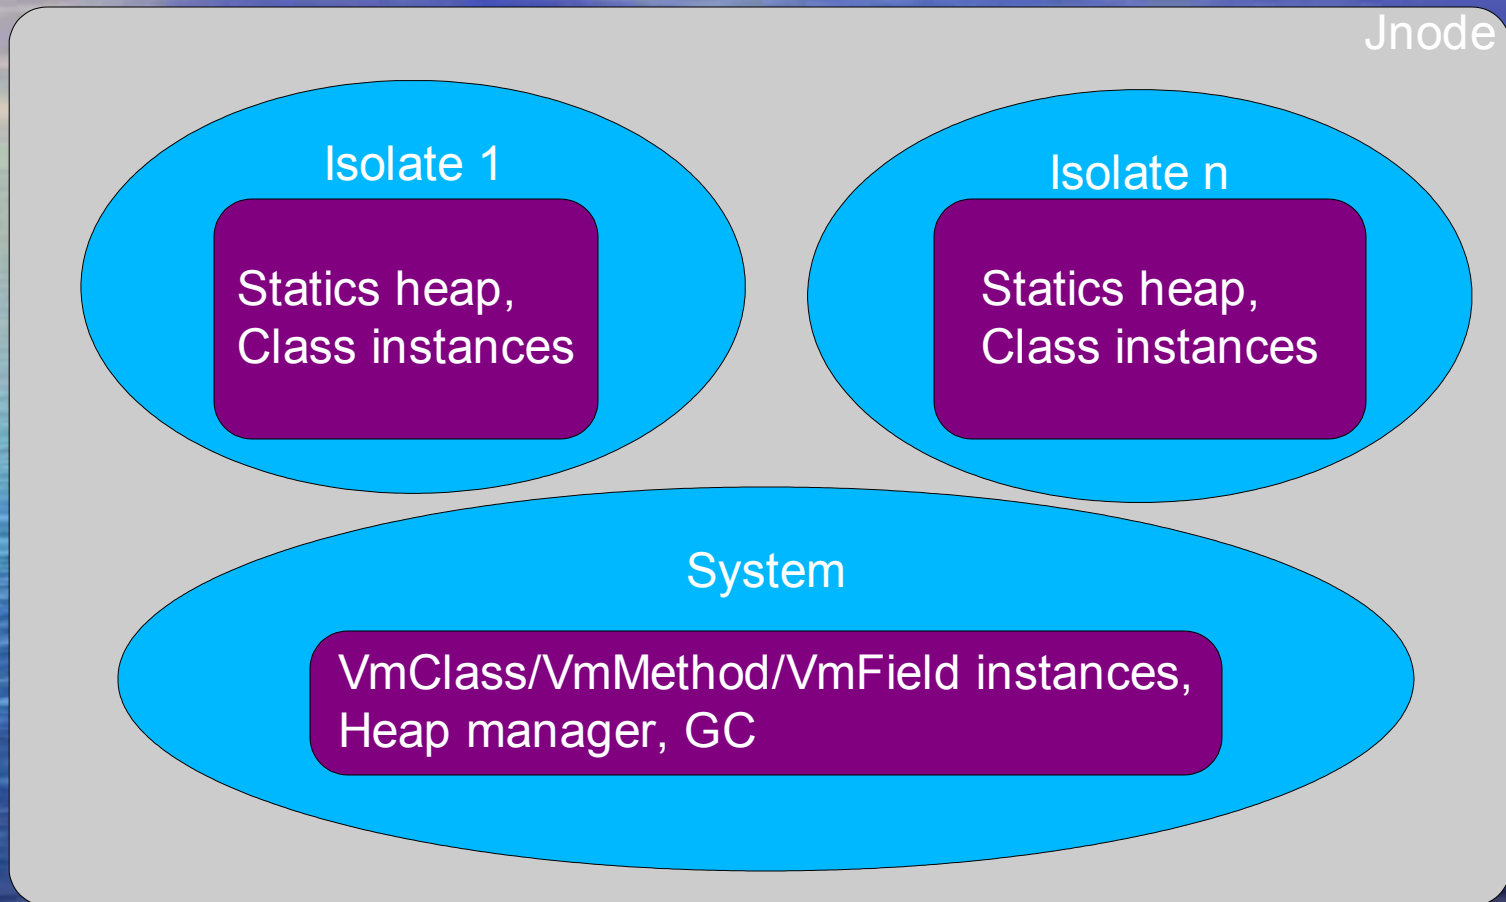 Jnode
Isolate 1
Statics heap,
Class instances
Isolate n
Statics heap,
Class instances
System
VmClass/VmMethod/VmField instances,
Heap manager, GC